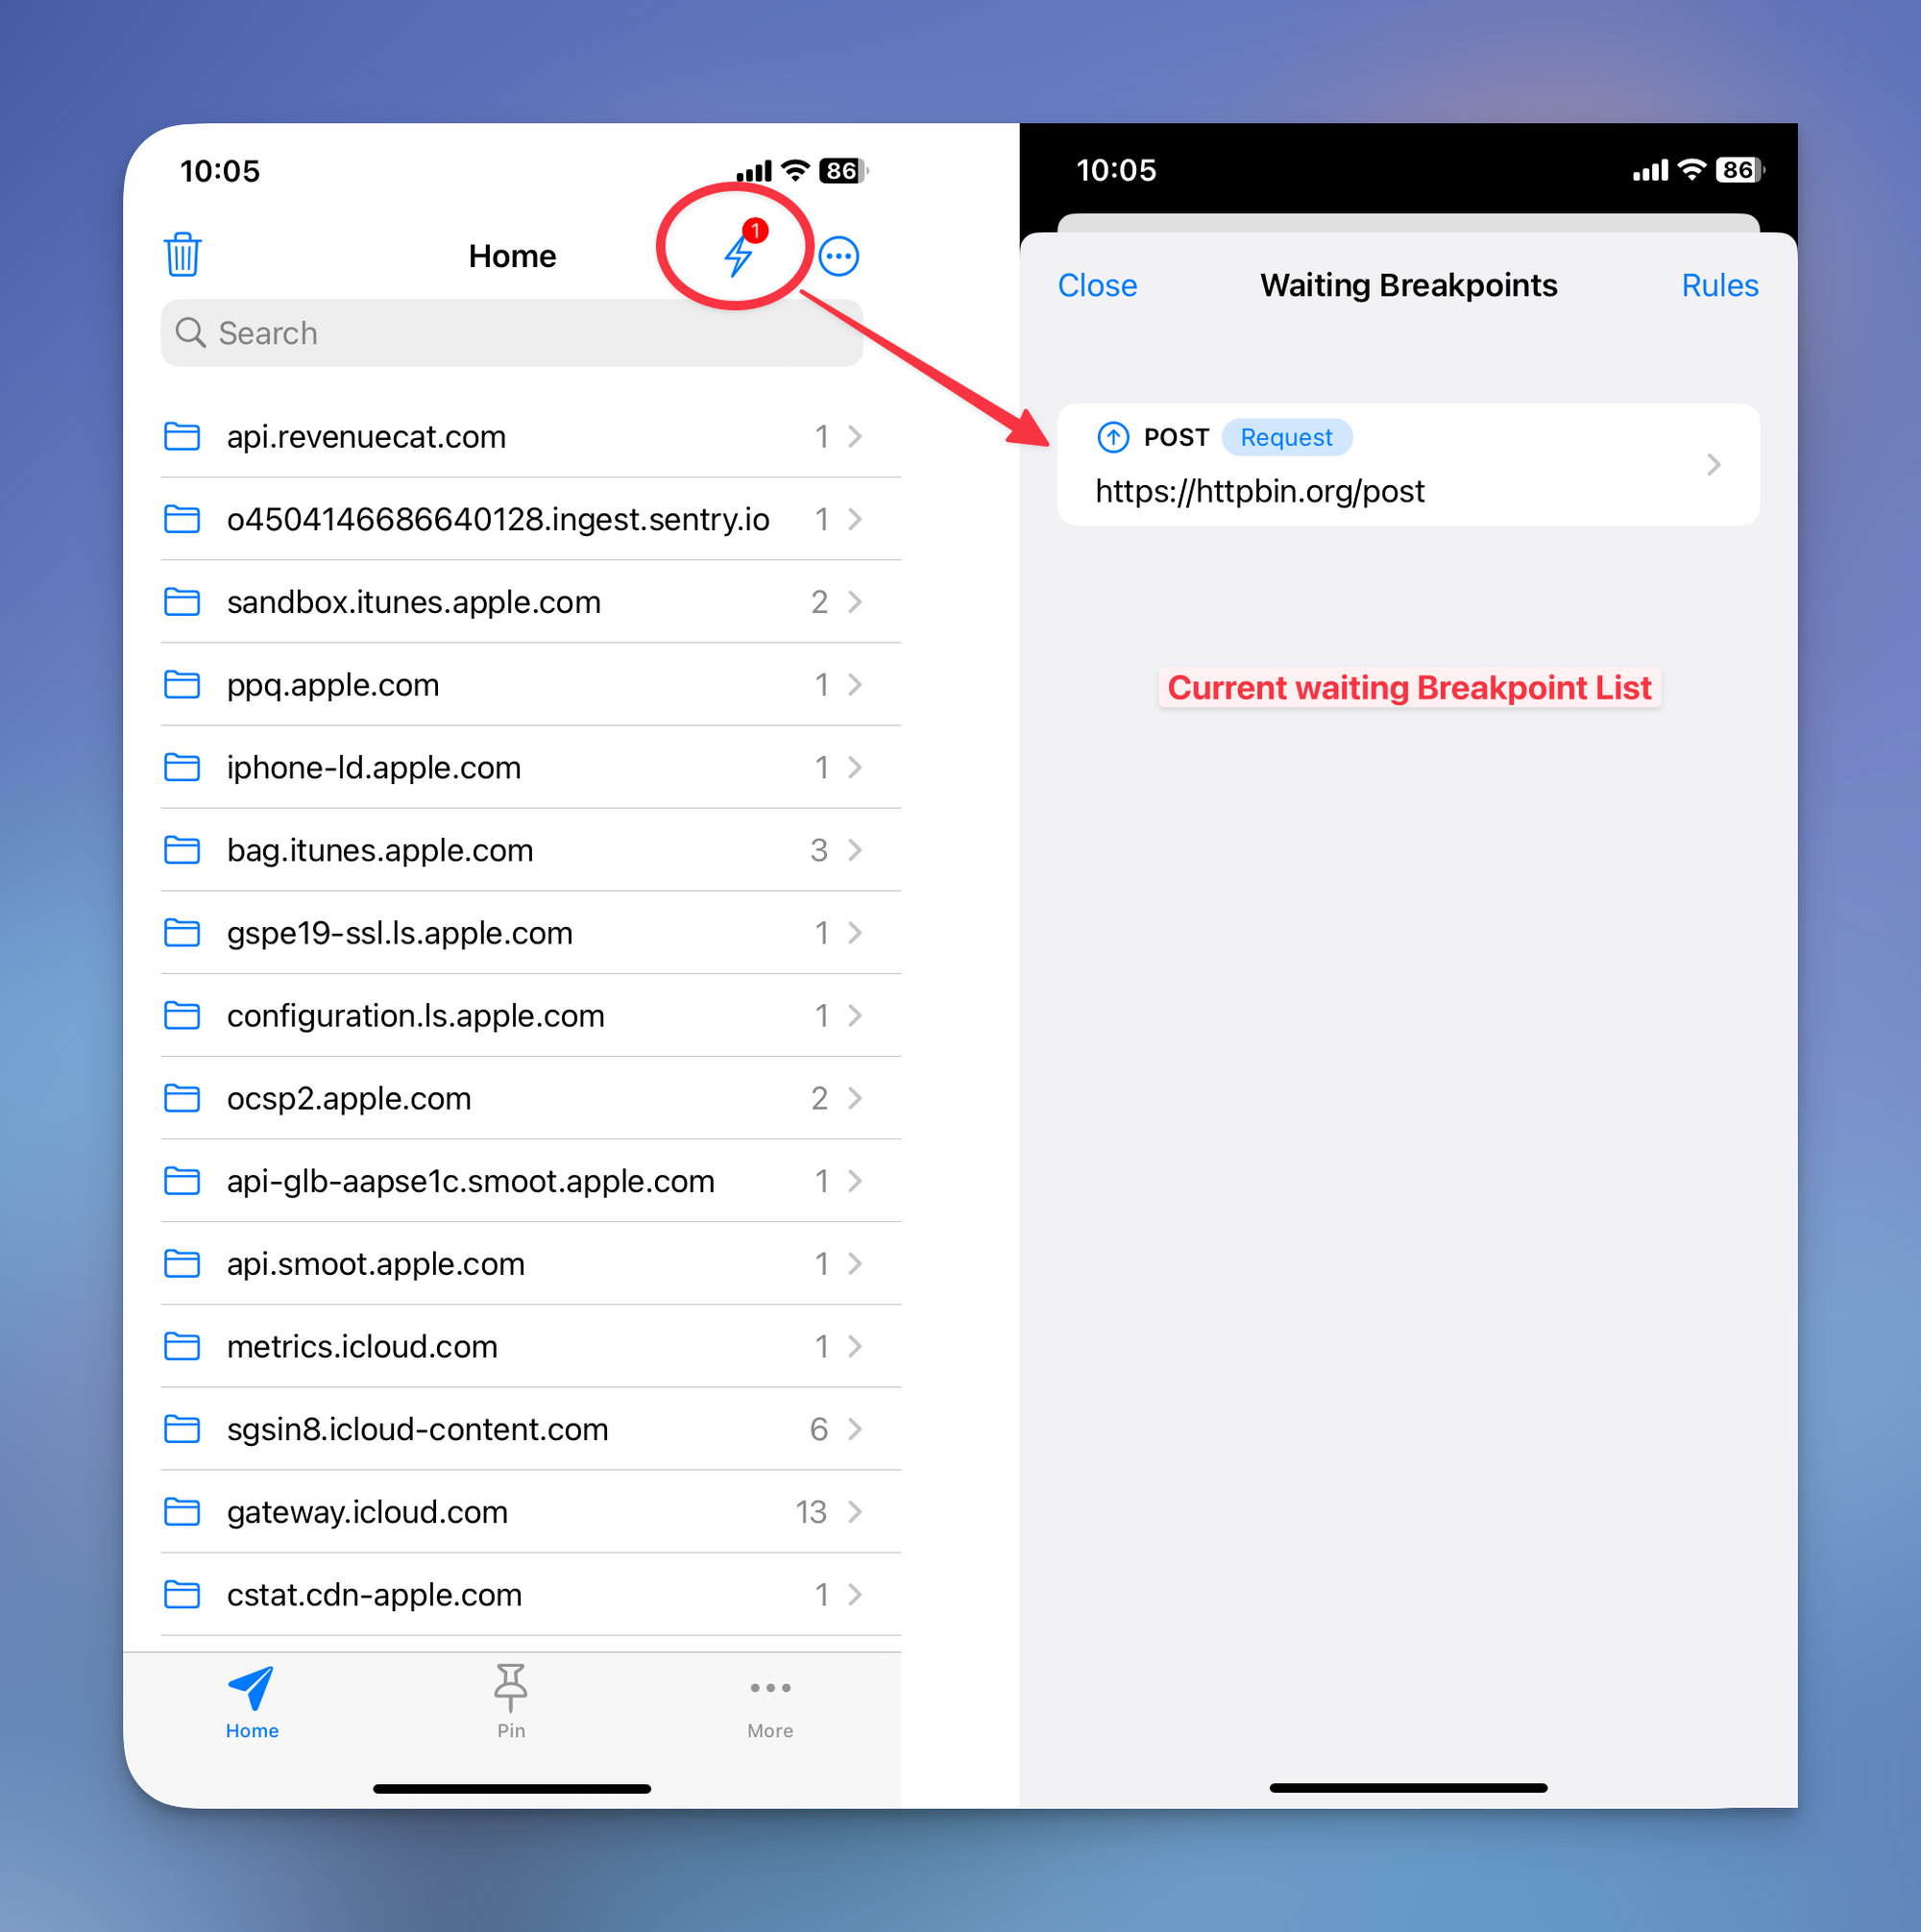 10:05
86
1
Home
Search
api.revenuecat.com 1
o4504146686640128.ingest.sentry.io 1
sandbox.itunes.apple.com 2
ppq.apple.com 1
iphone-ld.apple.com 1
bag.itunes.apple.com 3
gspe19-ssl.ls.apple.com 1
configuration.ls.apple.com 1
ocsp2.apple.com 2
api-glb-aapse1c.smoot.apple.com 1
api.smoot.apple.com 1
metrics.icloud.com 1
sgsin8.icloud-content.com 6
gateway.icloud.com 13
cstat.cdn-apple.com 1
Home Pin More
10:05
86
Close Waiting Breakpoints Rules
POST Request
https://httpbin.org/post
Current waiting Breakpoint List